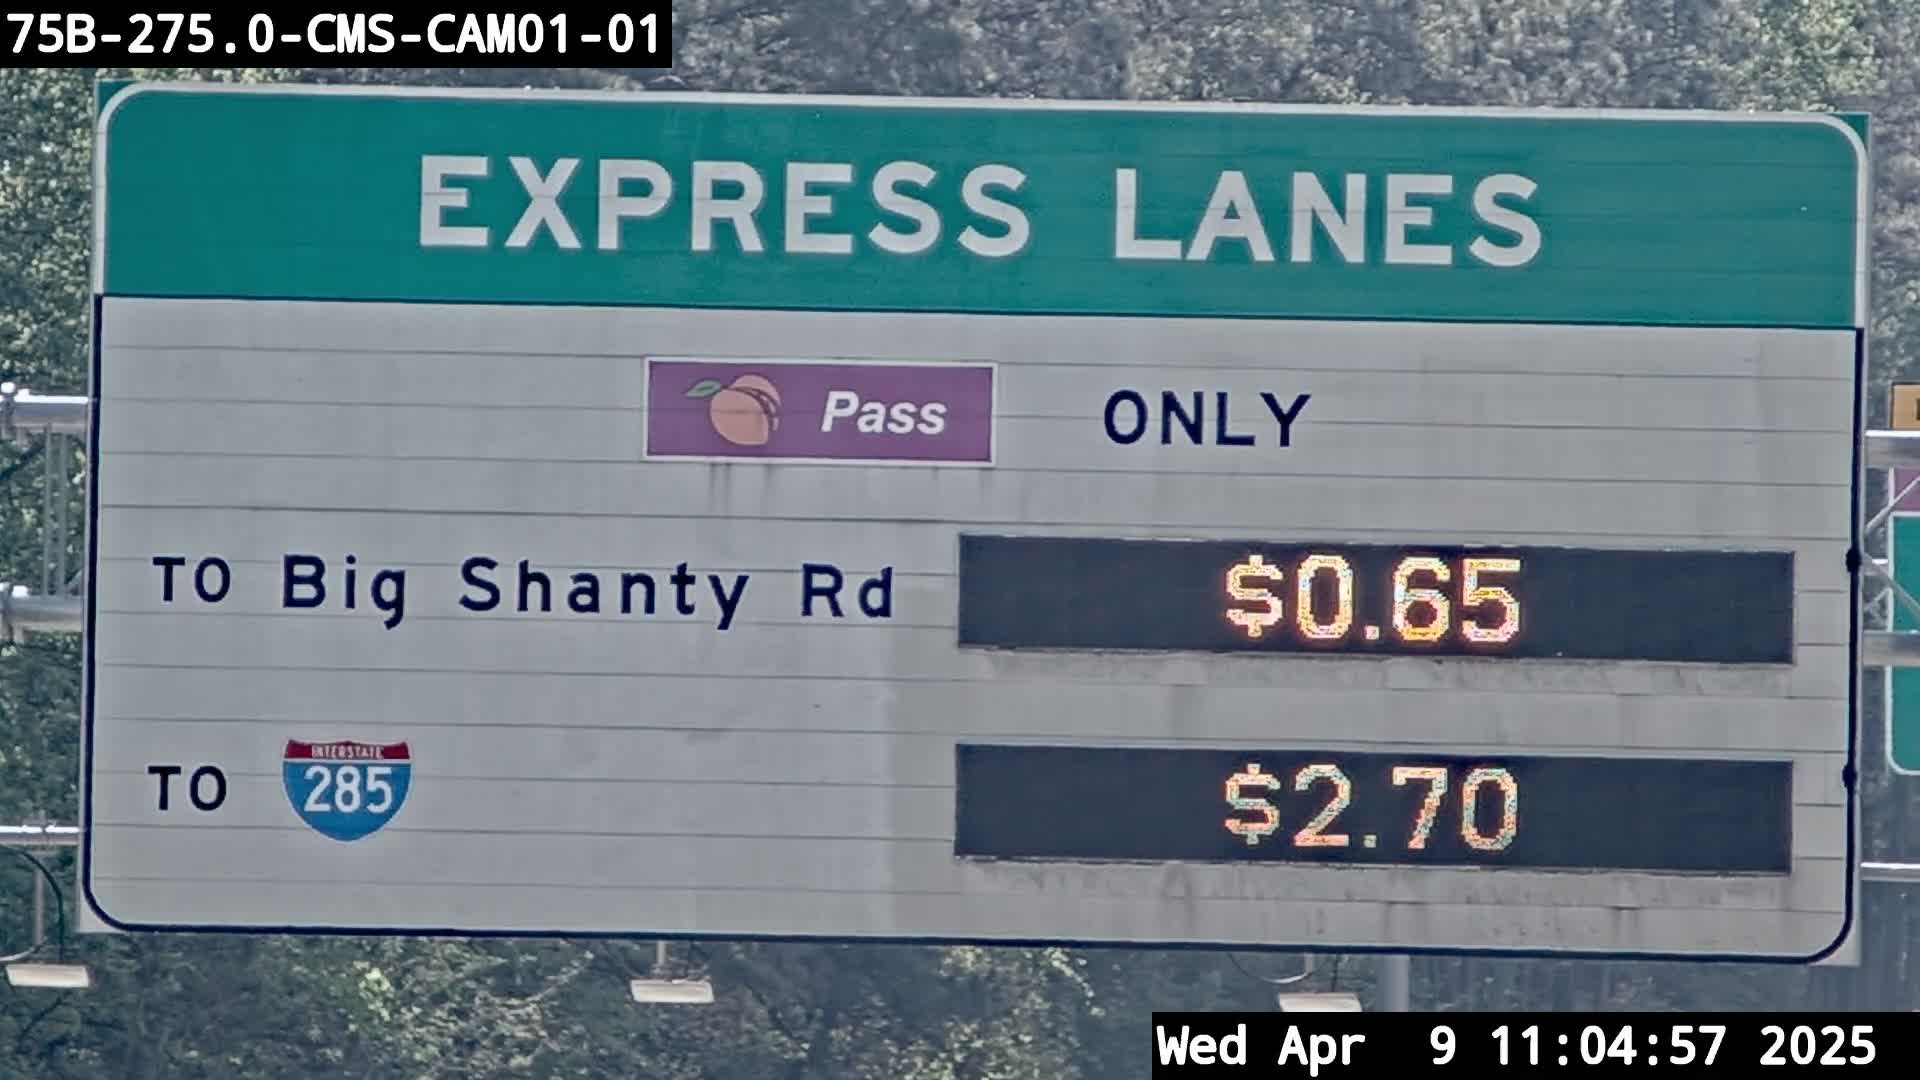 75B-275.0-CMS-CAM01-01
EXPRESS LANES
Pass ONLY
TO Big Shanty Rd $0.65
TO INTERSTATE 285 $2.70
Wed Apr 9 11:04:57 2025